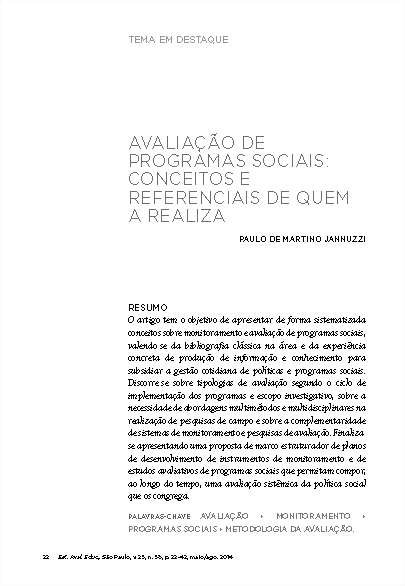 TEMA EM DESTAQUE
AVALIAÇÃO DE
PROGRAMAS SOCIAIS:
CONCEITOS E
REFERENCIAIS DE QUEM
A REALIZA
PAULO DE MARTINO JANNUZZI
RESUMO
O artigo tem o objetivo de apresentar de forma sistematizada
conceitos sobre monitoramento e avaliação de programas sociais,
valendo-se da bibliografia clássica na área e da experiência
concreta de produção de informação e conhecimento para
subsidiar a gestão cotidiana de políticas e programas sociais.
Discorre-se sobre tipologias de avaliação segundo o ciclo de
implementação dos programas e escopo investigativo, sobre a
necessidade de abordagens multimétodos e multidisciplinares na
realização de pesquisas de campo e sobre a complementaridade
de sistemas de monitoramento e pesquisas de avaliação. Finaliza-
se apresentando uma proposta de marco estruturador de planos
de desenvolvimento de instrumentos de monitoramento e de
estudos avaliativos de programas sociais que permitam compor,
ao longo do tempo, uma avaliação sistêmica da política social
que os congrega.
PALAVRAS-CHAVE AVALIAÇÃO • MONITORAMENTO •
PROGRAMAS SOCIAIS • METODOLOGIA DA AVALIAÇÃO.
22 Est. Aval. Educ., São Paulo, v. 25, n. 58, p. 22-42, maio/ago. 2014